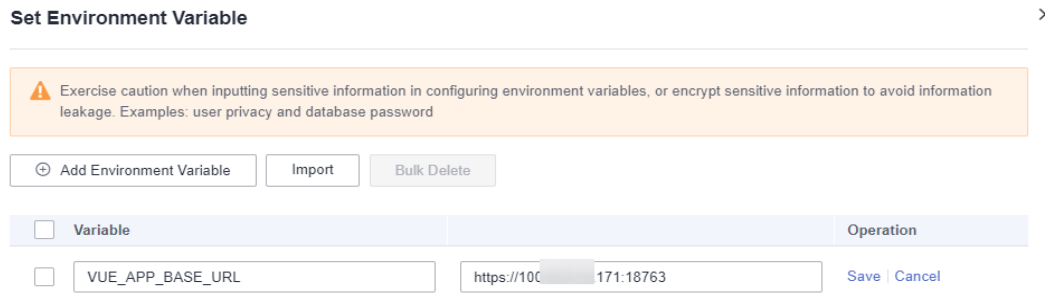 Set Environment Variable
Exercise caution when inputting sensitive information in configuring environment variables, or encrypt sensitive information to avoid information
leakage. Examples: user privacy and database password
Add Environment Variable Import Bulk Delete
Variable Operation
VUE_APP_BASE_URL https://100 171:18763 Save Cancel